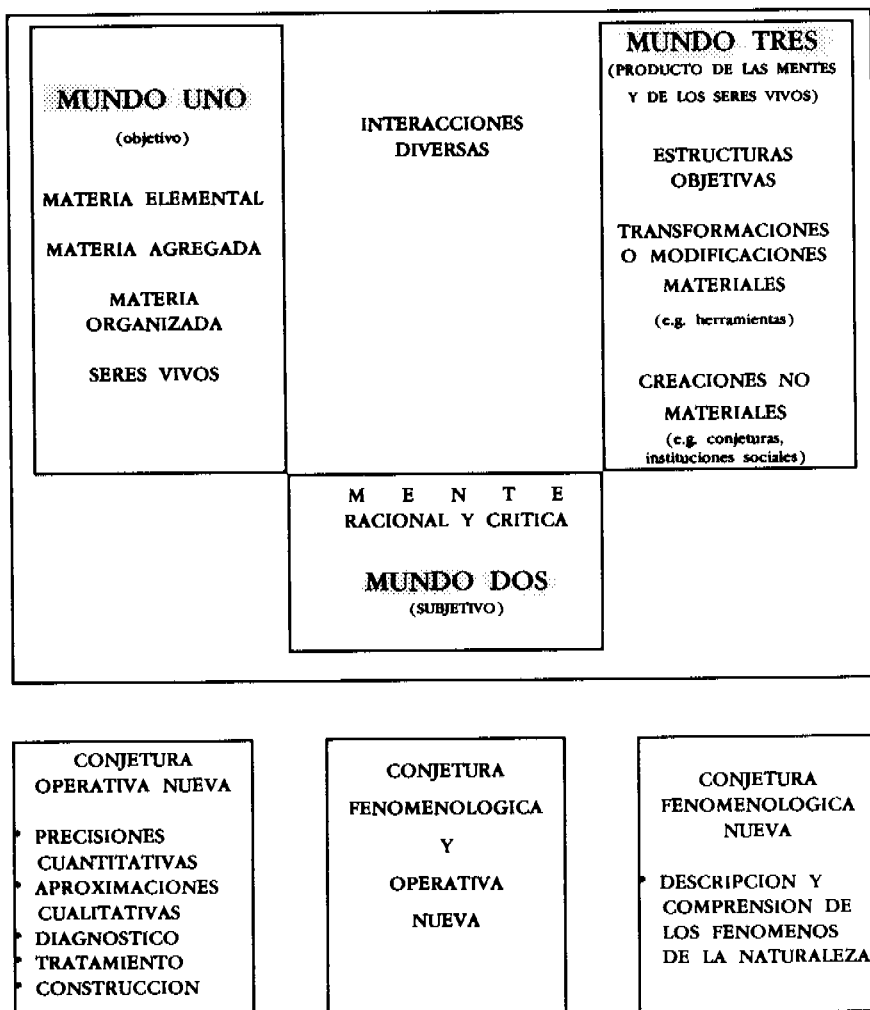 MUNDO UNO
(objetivo)
MATERIA ELEMENTAL
MATERIA AGREGADA
MATERIA
ORGANIZADA
SERES VIVOS
INTERACCIONES
DIVERSAS
MUNDO TRES
(PRODUCTO DE LAS MENTES
Y DE LOS SERES VIVOS)
ESTRUCTURAS
OBJETIVAS
TRANSFORMACIONES
O MODIFICACIONES
MATERIALES
(e.g. herramientas)
CREACIONES NO
MATERIALES
(e.g. conjeturas,
instituciones sociales)
M E N T E
RACIONAL Y CRITICA
MUNDO DOS
(SUBJETIVO)
CONJETURA
OPERATIVA NUEVA
• PRECISIONES
CUANTITATIVAS
• APROXIMACIONES
CUALITATIVAS
• DIAGNOSTICO
• TRATAMIENTO
• CONSTRUCCION
CONJETURA
FENOMENOLOGICA
Y
OPERATIVA
NUEVA
CONJETURA
FENOMENOLOGICA
NUEVA
• DESCRIPCION Y
COMPRENSION DE
LOS FENOMENOS
DE LA NATURALEZA